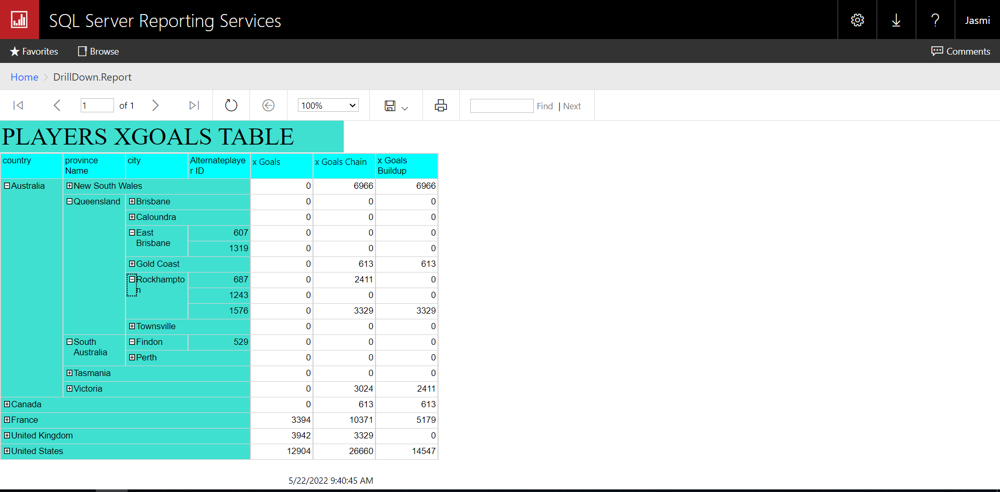 SQL Server Reporting Services
Jasmi
Favorites Browse Comments
Home > DrillDown.Report
1 of 1 100% Find | Next
PLAYERS XGOALS TABLE
country province Name city Alternateplayer ID x Goals x Goals Chain x Goals Buildup
Australia New South Wales 0 6966 6966
Queensland Brisbane 0 0 0
Caloundra 0 0 0
East Brisbane 607 0 0 0
1319 0 0 0
Gold Coast 0 613 613
Rockhampton 687 0 2411 0
1243 0 0 0
1576 0 3329 3329
Townsville 0 0 0
South Australia Findon 529 0 0 0
Perth 0 0 0
Tasmania 0 0 0
Victoria 0 3024 2411
Canada 0 613 613
France 3394 10371 5179
United Kingdom 3942 3329 0
United States 12904 26660 14547
5/22/2022 9:40:45 AM